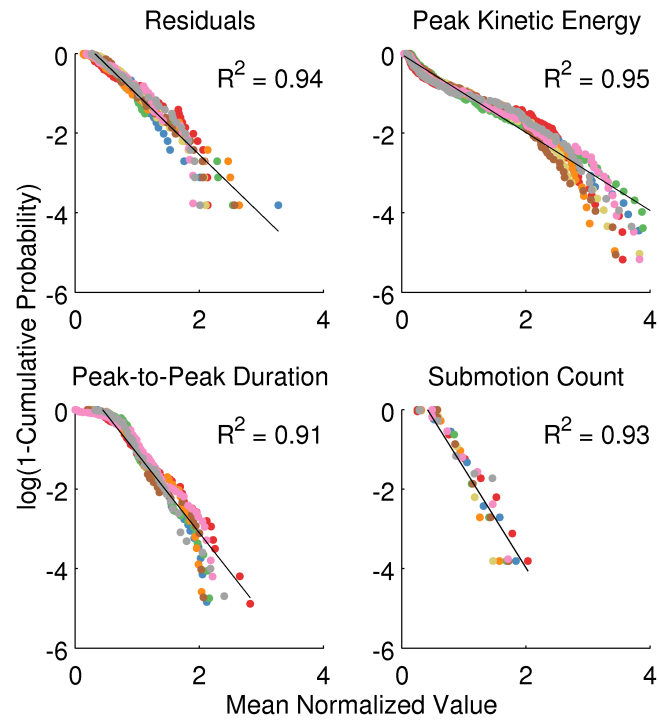 Residuals
Peak Kinetic Energy
0
-2
-4
-6
R² = 0.94
0 2 4
0
-2
-4
-6
R² = 0.95
0 2 4
log(1-Cumulative Probability)
Peak-to-Peak Duration
Submotion Count
0
-2
-4
-6
R² = 0.91
0 2 4
0
-2
-4
-6
R² = 0.93
0 2 4
Mean Normalized Value